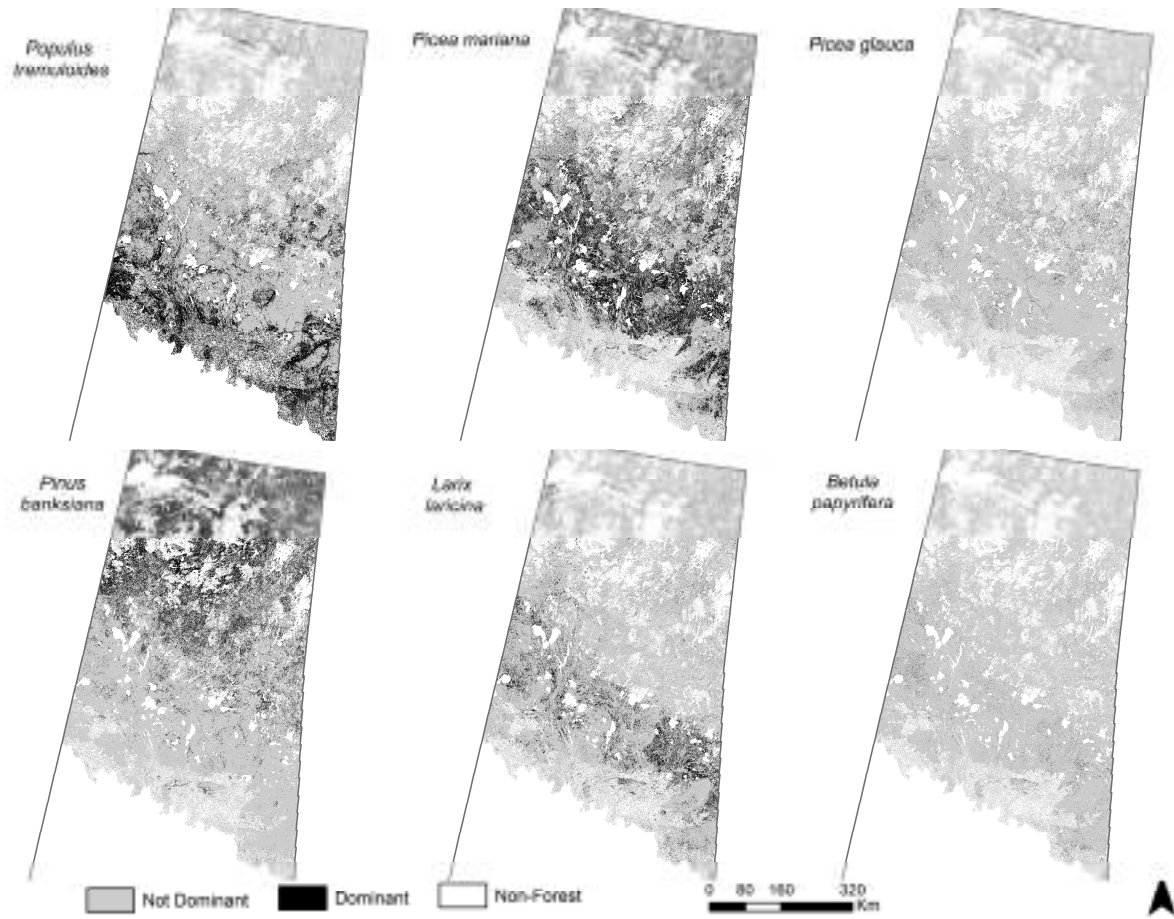 Populus
tremuloides
Picea mariana
Picea glauca
Pinus
banksiana
Larix
laricina
Betula
papyrifera
Not Dominant
Dominant
Non-Forest
0 80 160 320
Km